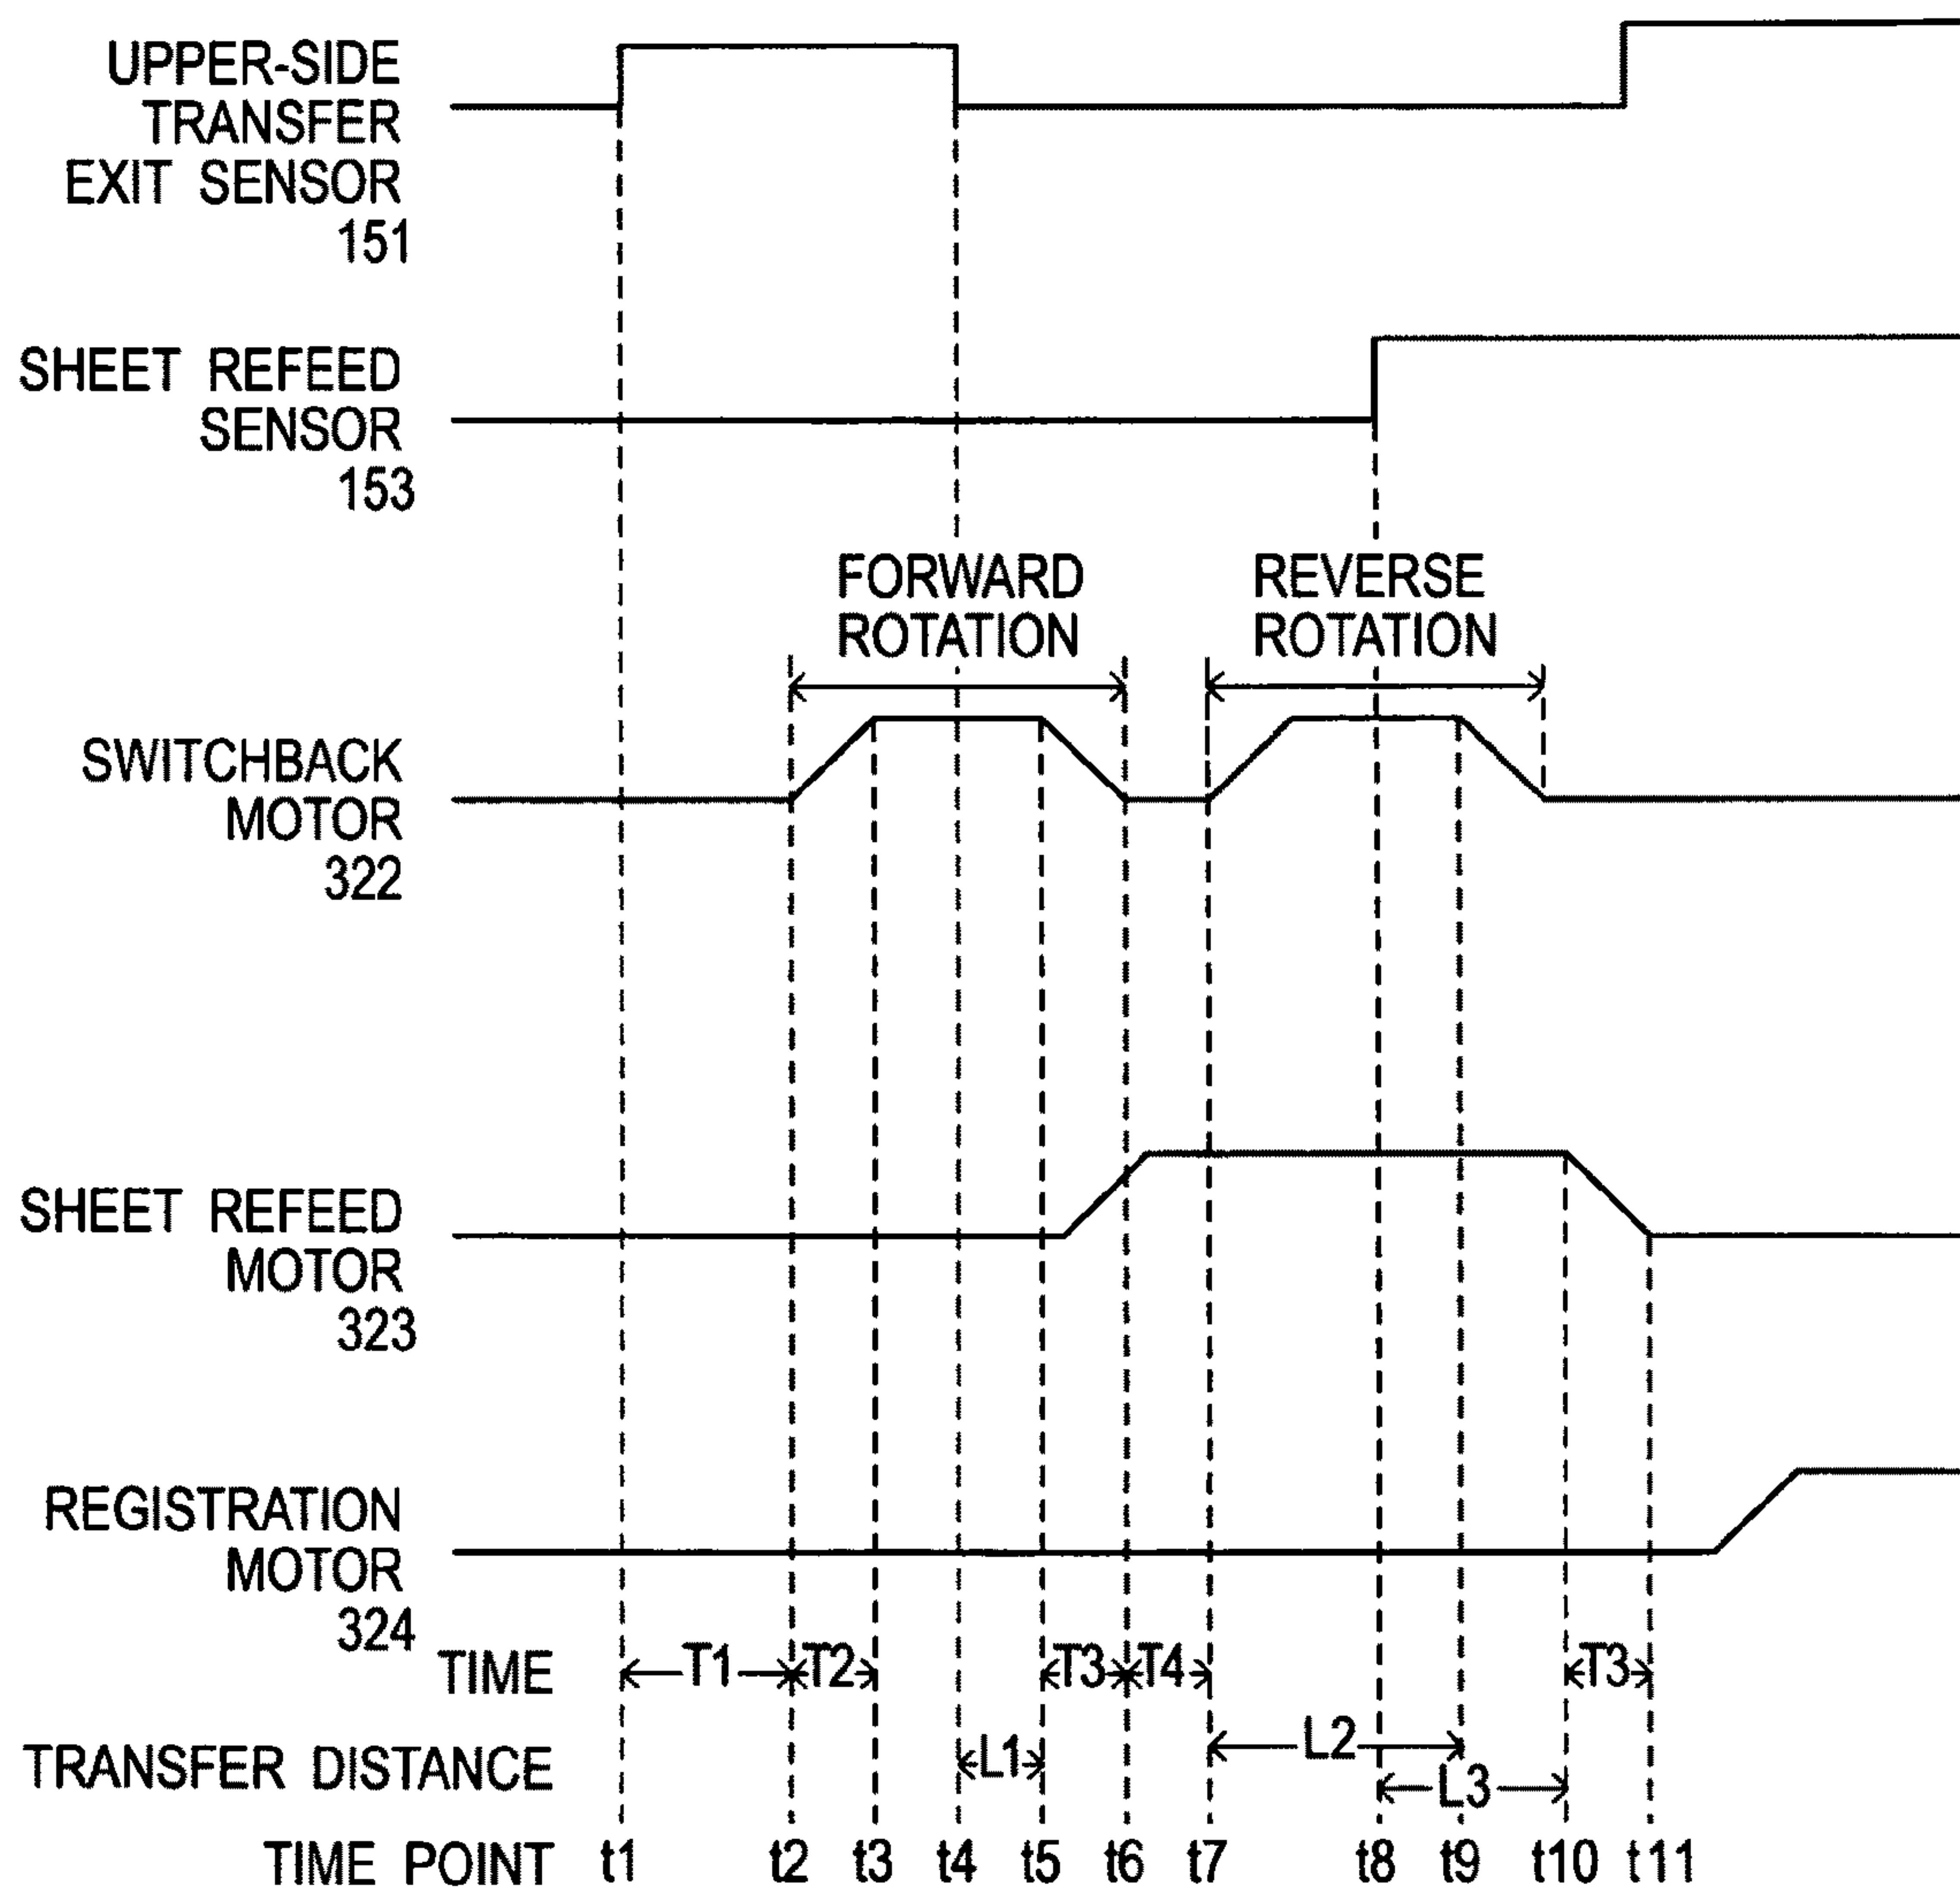 UPPER-SIDE
TRANSFER
EXIT SENSOR
151
SHEET REFEED
SENSOR
153
FORWARD
ROTATION
REVERSE
ROTATION
SWITCHBACK
MOTOR
322
SHEET REFEED
MOTOR
323
REGISTRATION
MOTOR
324
TIME T1 T2 T3 T4 T3
TRANSFER DISTANCE L1 L2 L3
TIME POINT t1 t2 t3 t4 t5 t6 t7 t8 t9 t10 t11